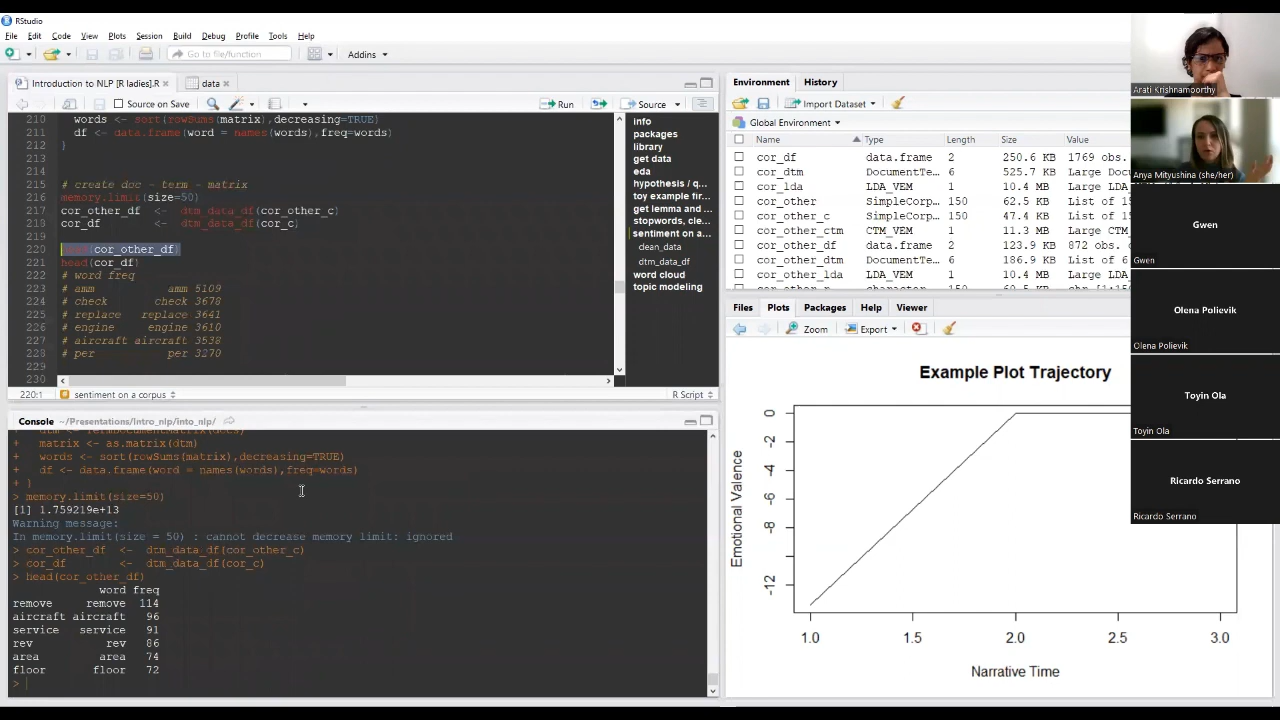 RStudio
File Edit Code View Plots Session Build Debug Profile Tools Help
Go to file/function Addins
Introduction to NLP [R ladies].R data
Source on Save Run Source
210 words <- sort(rowSums(matrix),decreasing=TRUE)
211 df <- data.frame(word = names(words),freq=words)
212 }
213
214
215 # create doc - term - matrix
216 memory.limit(size=50)
217 cor_other_df <- dtm_data_df(cor_other_c)
218 cor_df <- dtm_data_df(cor_c)
219
220 head(cor_other_df)
221 head(cor_df)
222 # word freq
223 # amm amm 5109
224 # check check 3678
225 # replace replace 3641
226 # engine engine 3610
227 # aircraft aircraft 3538
228 # per per 3270
229
230
220:1 sentiment on a corpus R Script
info
packages
library
get data
eda
hypothesis / q...
toy example fir...
get lemma and ...
stopwords, cle...
sentiment on a...
clean_data
dtm_data_df
word cloud
topic modeling
Console ~/Presentations/Intro_nlp/into_nlp/
+ dtm <- TermDocumentMatrix(docs)
+ matrix <- as.matrix(dtm)
+ words <- sort(rowSums(matrix),decreasing=TRUE)
+ df <- data.frame(word = names(words),freq=words)
+ }
> memory.limit(size=50)
[1] 1.759219e+13
Warning message:
In memory.limit(size = 50) : cannot decrease memory limit: ignored
> cor_other_df <- dtm_data_df(cor_other_c)
> cor_df <- dtm_data_df(cor_c)
> head(cor_other_df)
word freq
remove remove 114
aircraft aircraft 96
service service 91
rev rev 86
area area 74
floor floor 72
>
Environment History
Import Dataset
Global Environment
Name Type Length Size Value
cor_df data.frame 2 250.6 KB 1769 obs.
cor_dtm DocumentTe... 6 525.7 KB Large Doc
cor_lda LDA_VEM 1 10.4 MB Large LDA
cor_other SimpleCorp... 150 62.5 KB List of 15
cor_other_c SimpleCorp... 150 47.4 KB List of 15
cor_other_ctm CTM_VEM 1 12.3 MB Large CTM
cor_other_df data.frame 2 123.9 KB 872 obs.
cor_other_dtm DocumentTe... 6 186.9 KB List of 6
cor_other_lda LDA_VEM 1 10.4 MB Large LDA
Files Plots Packages Help Viewer
Zoom Export
Example Plot Trajectory
Emotional Valence
0
-2
-4
-6
-8
-12
1.0 1.5 2.0 2.5 3.0
Narrative Time
Arati Krishnamoorthy
Anya Mityushina (she/her)
Gwen
Gwen
Olena Polievik
Olena Polievik
Toyin Ola
Toyin Ola
Ricardo Serrano
Ricardo Serrano